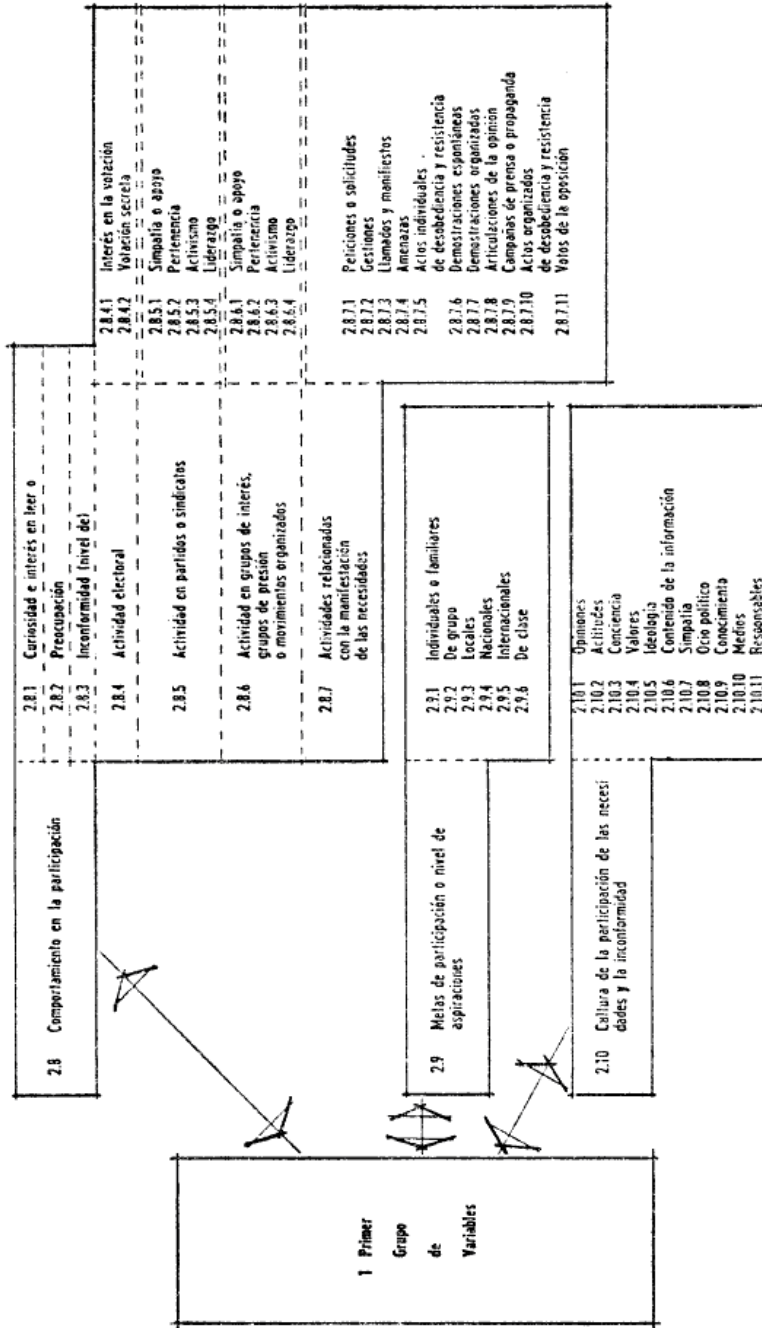 1 Primer
Grupo
de
Variables
2.8 Comportamiento en la participación
2.8.1 Curiosidad e interés en leer o
2.8.2 Preocupación
2.8.3 Inconformidad (nivel de)
2.8.4 Actividad electoral
2.8.4.1 Interés en la votación
2.8.4.2 Votación secreta
2.8.5 Actividad en partidos o sindicatos
2.8.5.1 Simpatía o apoyo
2.8.5.2 Pertenencia
2.8.5.3 Activismo
2.8.5.4 Liderazgo
2.8.6 Actividad en grupos de interés,
grupos de presión
o movimientos organizados
2.8.6.1 Simpatía o apoyo
2.8.6.2 Pertenencia
2.8.6.3 Activismo
2.8.6.4 Liderazgo
2.8.7 Actividades relacionadas
con la manifestación
de las necesidades
2.8.7.1 Peticiones o solicitudes
2.8.7.2 Gestiones
2.8.7.3 Llamados y manifiestos
2.8.7.4 Amenazas
2.8.7.5 Actos individuales
de desobediencia y resistencia
2.8.7.6 Demostraciones espontáneas
2.8.7.7 Demostraciones organizadas
2.8.7.8 Articulaciones de la opinión
2.8.7.9 Campañas de prensa o propaganda
2.8.7.10 Actos organizados
de desobediencia y resistencia
2.8.7.11 Votos de la oposición
2.9 Metas de participación o nivel de
aspiraciones
2.9.1 Individuales o familiares
2.9.2 De grupo
2.9.3 Locales
2.9.4 Nacionales
2.9.5 Internacionales
2.9.6 De clase
2.10 Cultura de la participación de las necesi
dades y la inconformidad
2.10.1 Opiniones
2.10.2 Actitudes
2.10.3 Conciencia
2.10.4 Valores
2.10.5 Ideología
2.10.6 Contenido de la información
2.10.7 Simpatía
2.10.8 Ocio político
2.10.9 Conocimiento
2.10.10 Medios
2.10.11 Responsables